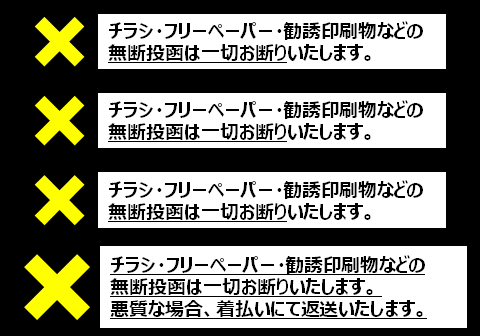 チラシ・フリーペーパー・勧誘印刷物などの
無断投函は一切お断りいたします。
チラシ・フリーペーパー・勧誘印刷物などの
無断投函は一切お断りいたします。
チラシ・フリーペーパー・勧誘印刷物などの
無断投函は一切お断りいたします。
チラシ・フリーペーパー・勧誘印刷物などの
無断投函は一切お断りいたします。
悪質な場合、着払いにて返送いたします。